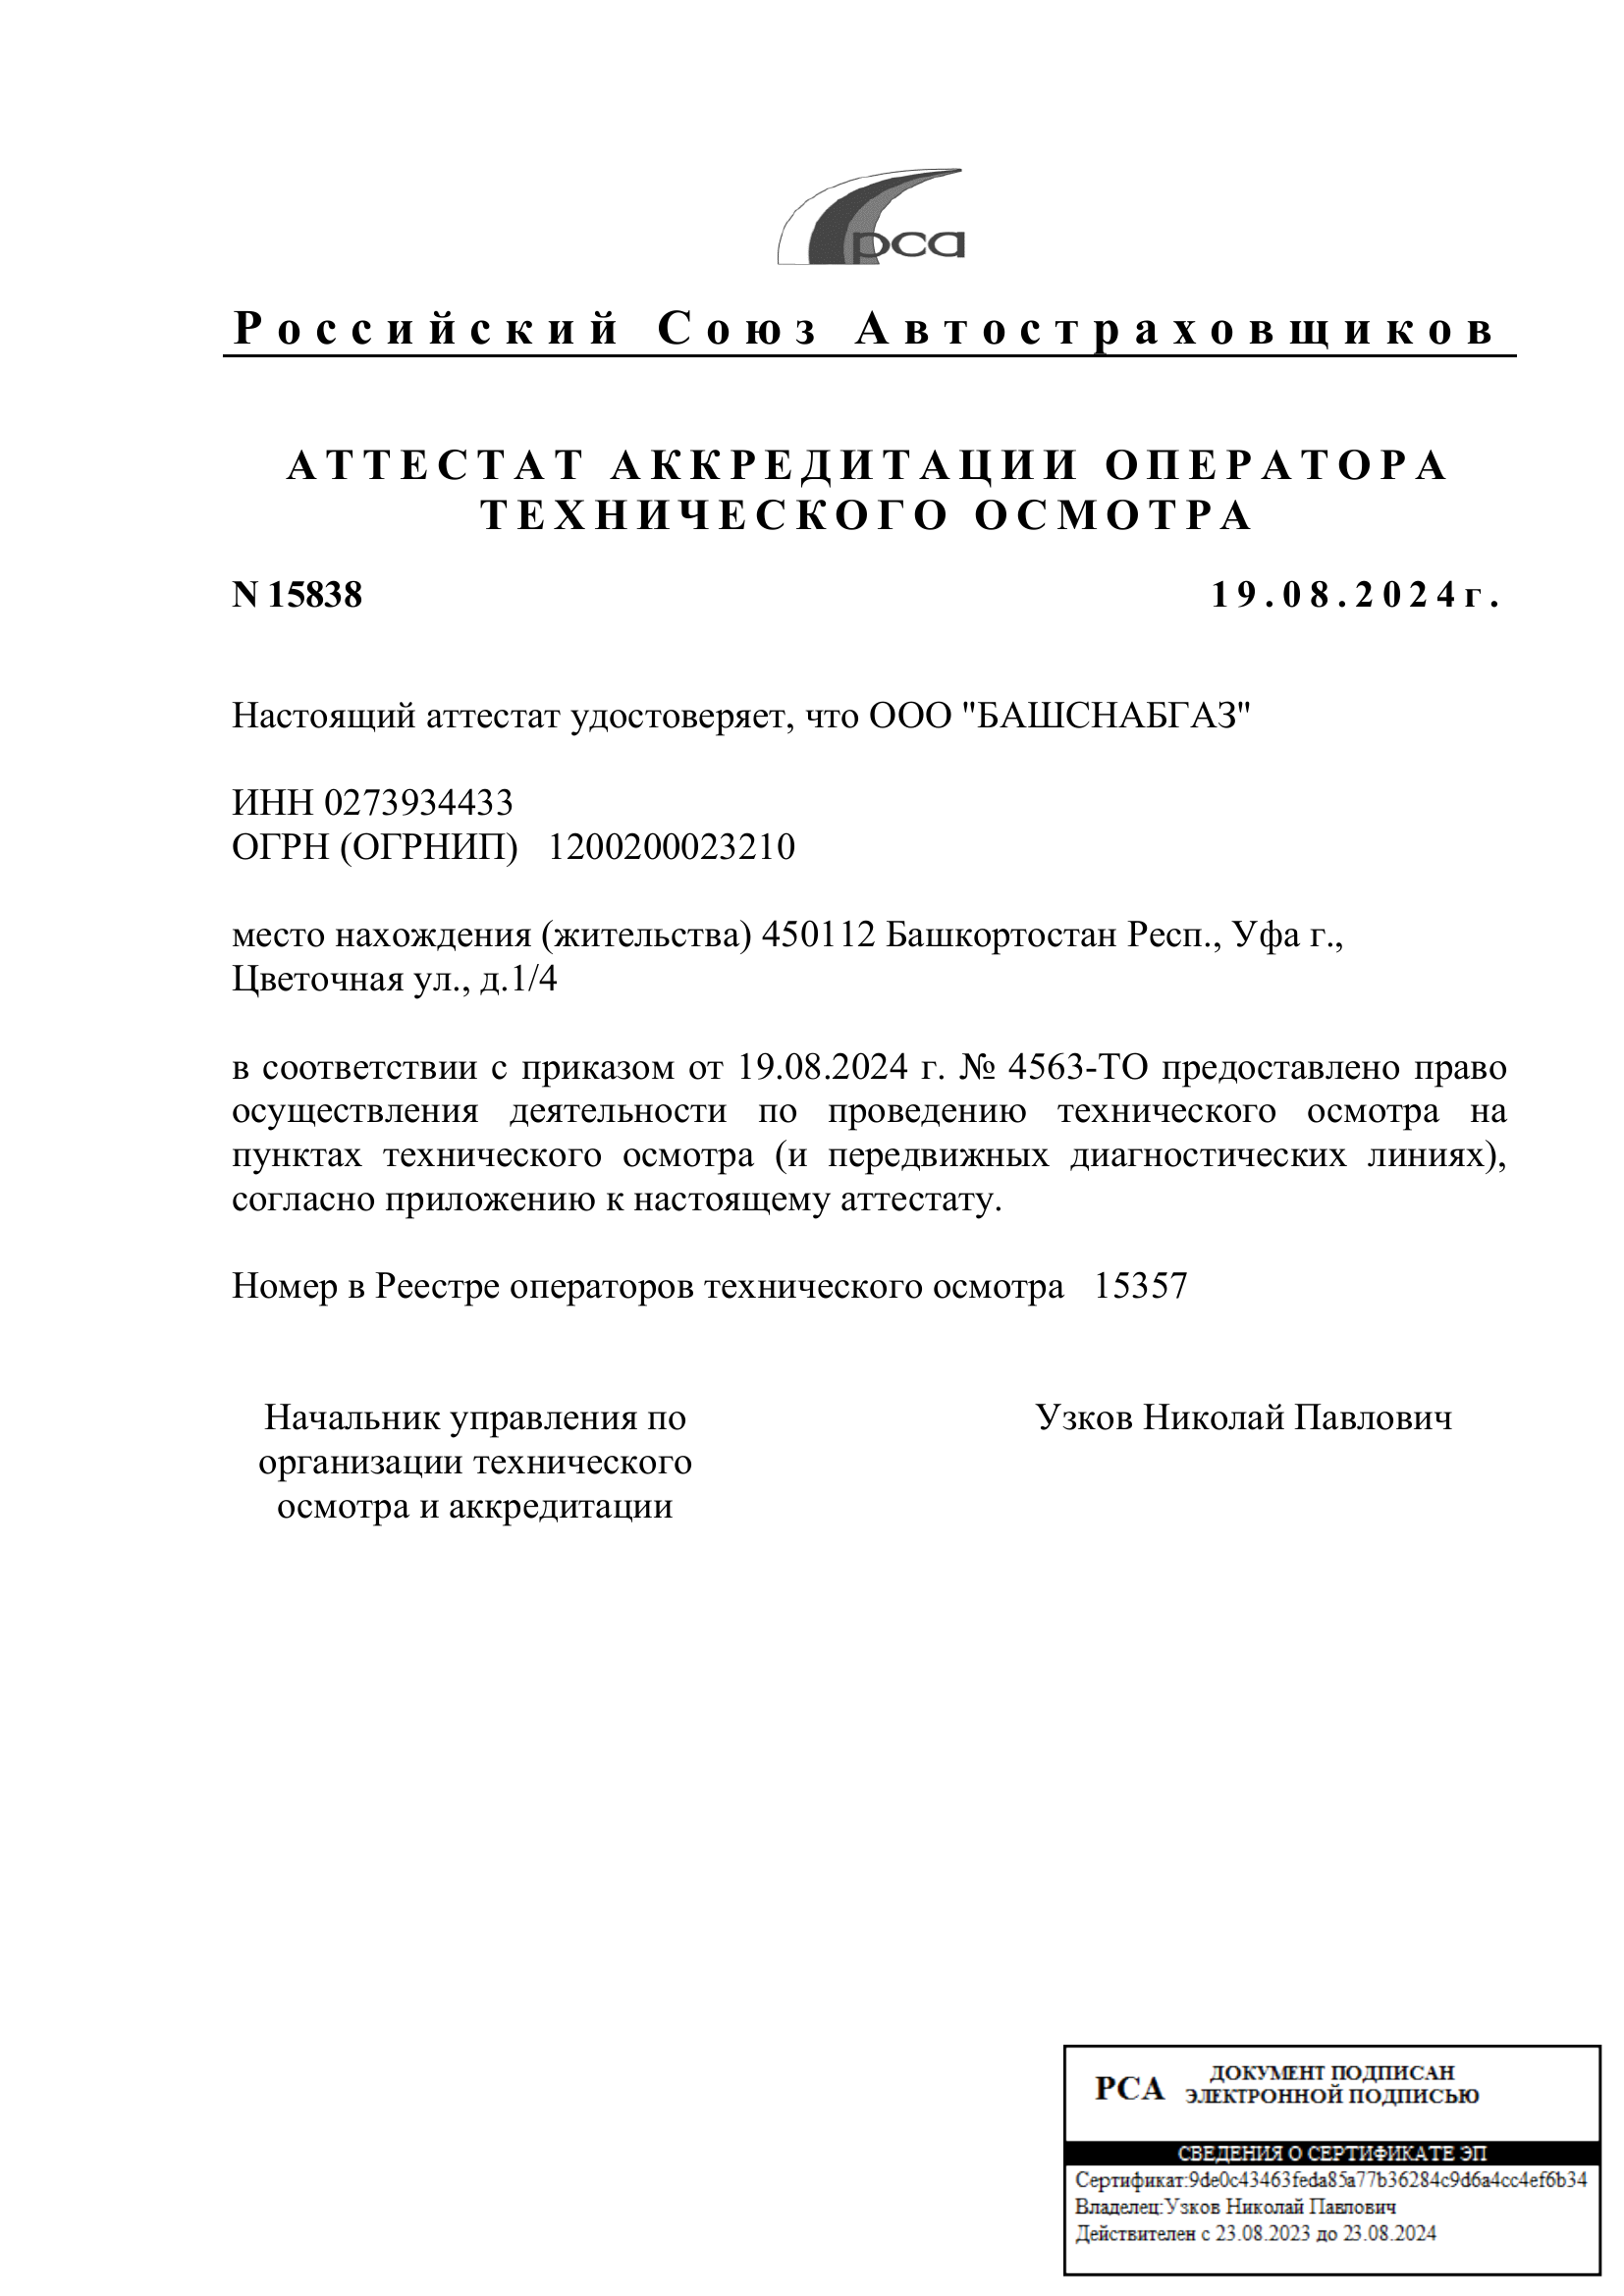 рса
Российский Союз Автостраховщиков
АТТЕСТАТ АККРЕДИТАЦИИ ОПЕРАТОРА
ТЕХНИЧЕСКОГО ОСМОТРА
N 15838 19.08.2024г.
Настоящий аттестат удостоверяет, что ООО "БАШСНАБГАЗ"
ИНН 0273934433
ОГРН (ОГРНИП) 1200200023210
место нахождения (жительства) 450112 Башкортостан Респ., Уфа г.,
Цветочная ул., д.1/4
в соответствии с приказом от 19.08.2024 г. № 4563-ТО предоставлено право
осуществления деятельности по проведению технического осмотра на
пунктах технического осмотра (и передвижных диагностических линиях),
согласно приложению к настоящему аттестату.
Номер в Реестре операторов технического осмотра 15357
Начальник управления по Узков Николай Павлович
организации технического
осмотра и аккредитации
РСА ДОКУМЕНТ ПОДПИСАН
ЭЛЕКТРОННОЙ ПОДПИСЬЮ
СВЕДЕНИЯ О СЕРТИФИКАТЕ ЭП
Сертификат:9de0c43463feda85a77b36284c9d6a4cc4ef6b34
Владелец:Узков Николай Павлович
Действителен с 23.08.2023 до 23.08.2024